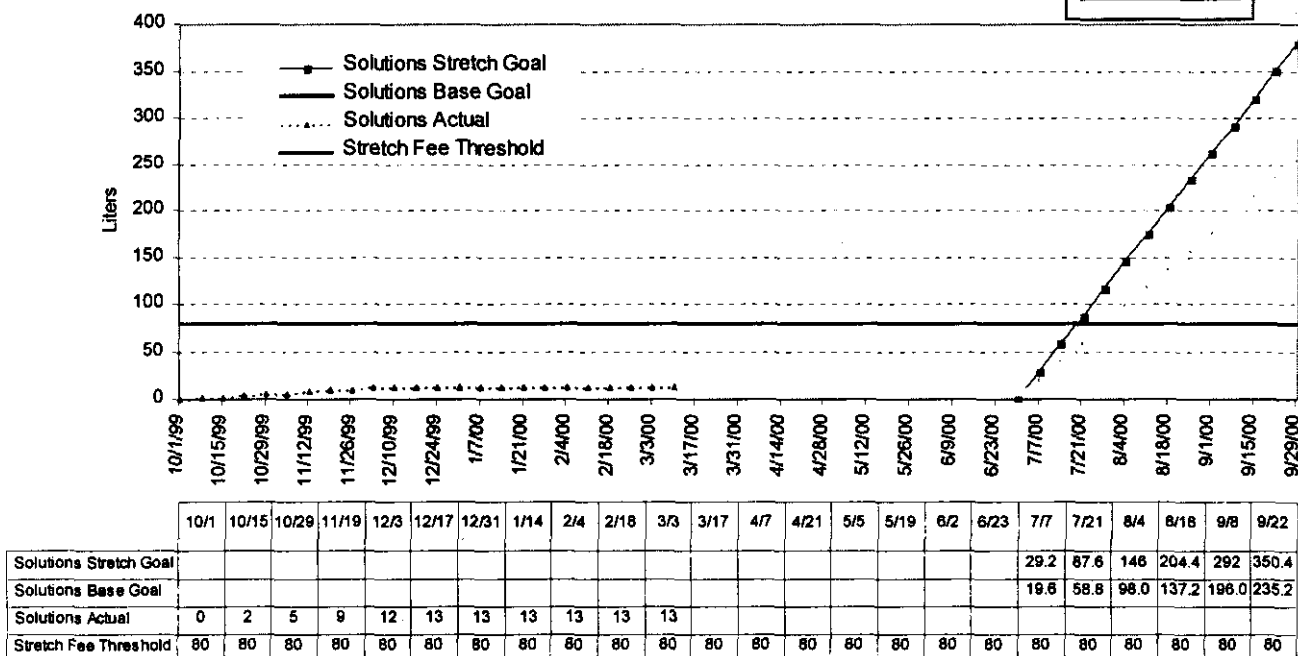 400
350
300
250
200
150
100
50
0
Liters
Solutions Stretch Goal
Solutions Base Goal
Solutions Actual
Stretch Fee Threshold
10/1/99 10/15/99 10/29/99 11/12/99 11/26/99 12/10/99 12/24/99 1/7/00 1/21/00 2/4/00 2/18/00 3/3/00 3/17/00 3/31/00 4/14/00 4/28/00 5/12/00 5/26/00 6/9/00 6/23/00 7/7/00 7/21/00 8/4/00 8/18/00 9/1/00 9/15/00 9/29/00
10/1 10/15 10/29 11/19 12/3 12/17 12/31 1/14 2/4 2/18 3/3 3/17 4/7 4/21 5/5 5/19 6/2 6/23 7/7 7/21 8/4 8/18 9/8 9/22
Solutions Stretch Goal 29.2 87.6 146 204.4 292 350.4
Solutions Base Goal 19.6 58.8 98.0 137.2 196.0 235.2
Solutions Actual 0 2 5 9 12 13 13 13 13 13 13
Stretch Fee Threshold 80 80 80 80 80 80 80 80 80 80 80 80 80 80 80 80 80 80 80 80 80 80 80 80